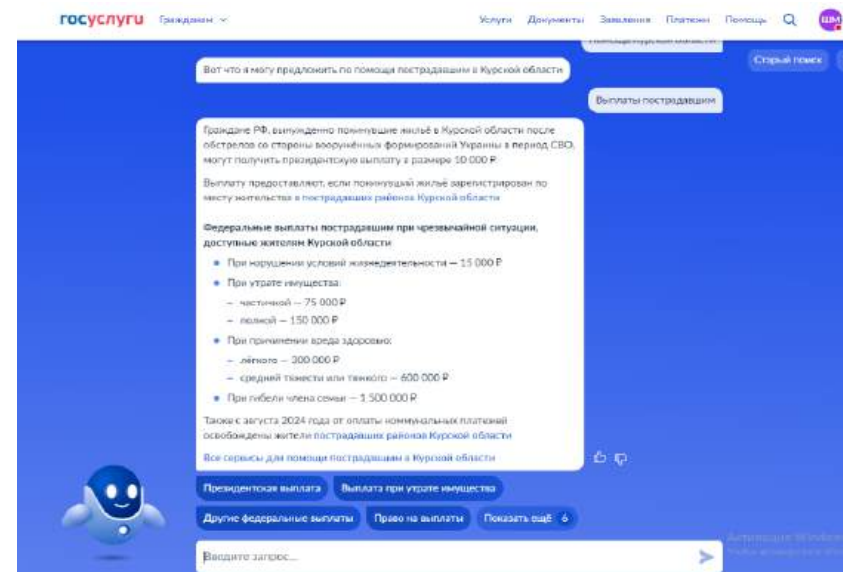 госуслуги Гражданам Услуги Документы Заявления Платежи Помощь ШМ
Помощь Курской области
Старый поиск
Вот что я могу предложить по помощи пострадавшим в Курской области
Выплаты пострадавшим
Граждане РФ, вынужденно покинувшие жильё в Курской области после
обстрелов со стороны вооружённых формирований Украины в период СВО,
могут получить президентскую выплату в размере 10 000 ₽
Выплату предоставляют, если покинувший жильё зарегистрирован по
месту жительства в пострадавших районах Курской области
Федеральные выплаты пострадавшим при чрезвычайной ситуации,
доступные жителям Курской области
При нарушении условий жизнедеятельности — 15 000 ₽
При утрате имущества:
– частичной — 75 000 ₽
– полной — 150 000 ₽
При причинении вреда здоровью:
– лёгкого — 300 000 ₽
– средней тяжести или тяжкого — 600 000 ₽
При гибели члена семьи — 1 500 000 ₽
Также с августа 2024 года от оплаты коммунальных платежей
освобождены жители пострадавших районов Курской области
Все сервисы для помощи пострадавшим в Курской области
Президентская выплата Выплата при утрате имущества
Другие федеральные выплаты Право на выплаты Показать ещё 6
Введите запрос...
Активация Windows